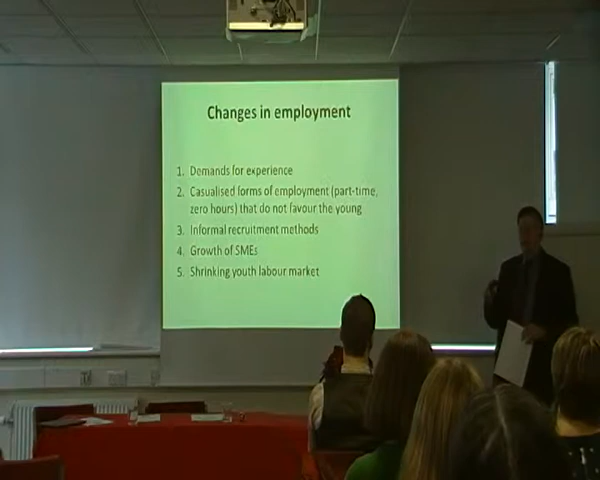 Changes in employment
1. Demands for experience
2. Casualised forms of employment (part-time,
zero hours) that do not favour the young
3. Informal recruitment methods
4. Growth of SMEs
5. Shrinking youth labour market